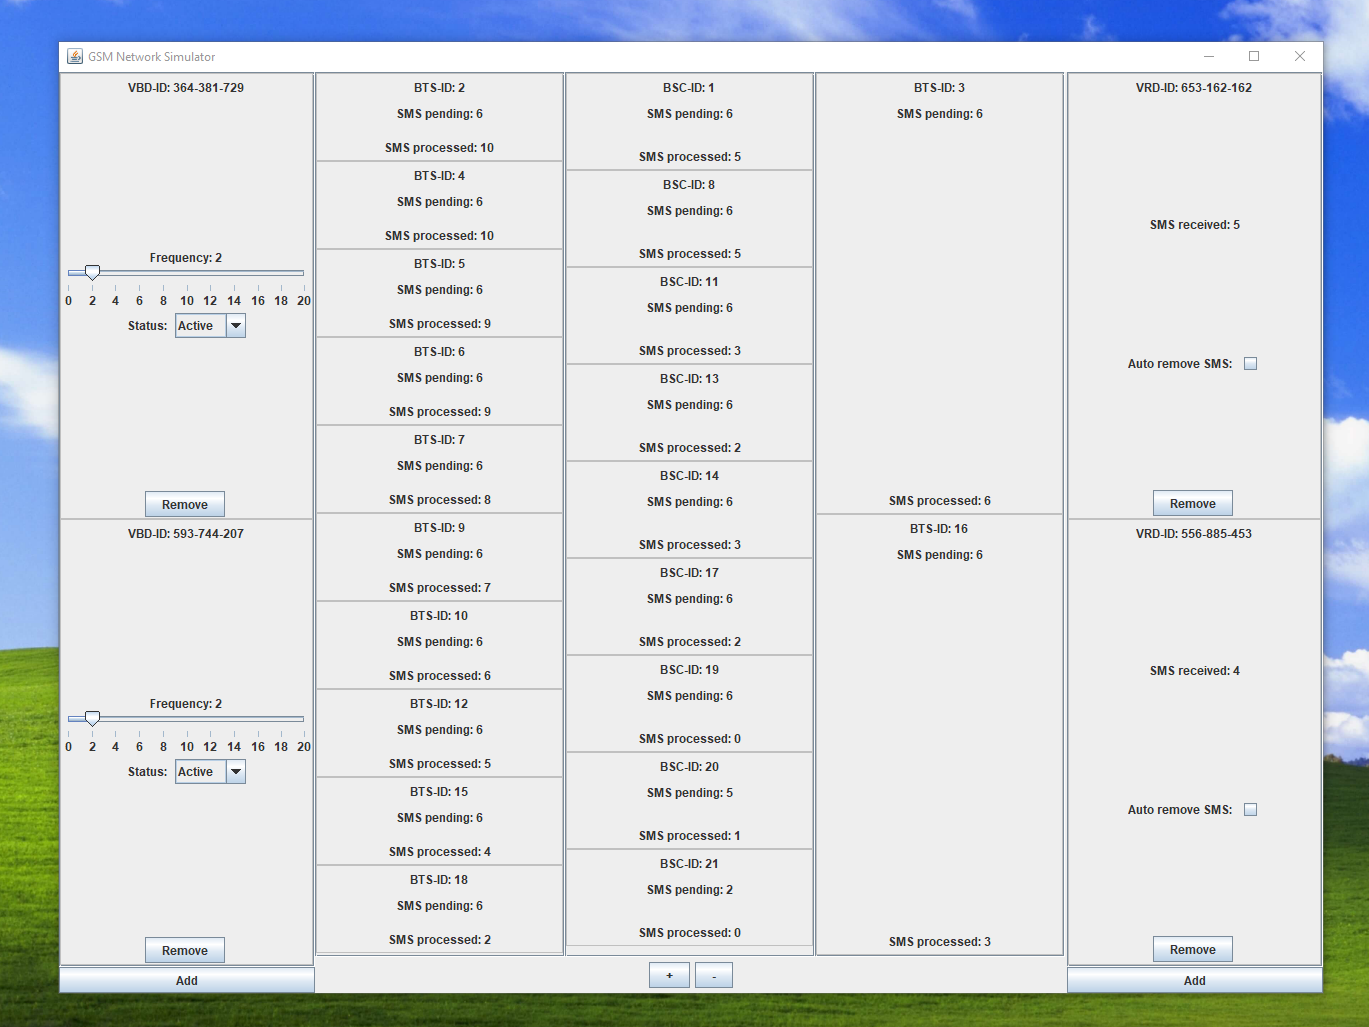 GSM Network Simulator
VBD-ID: 364-381-729
Frequency: 2
0 2 4 6 8 10 12 14 16 18 20
Status: Active
Remove
VBD-ID: 593-744-207
Frequency: 2
0 2 4 6 8 10 12 14 16 18 20
Status: Active
Remove
Add
BTS-ID: 2
SMS pending: 6
SMS processed: 10
BTS-ID: 4
SMS pending: 6
SMS processed: 10
BTS-ID: 5
SMS pending: 6
SMS processed: 9
BTS-ID: 6
SMS pending: 6
SMS processed: 9
BTS-ID: 7
SMS pending: 6
SMS processed: 8
BTS-ID: 9
SMS pending: 6
SMS processed: 7
BTS-ID: 10
SMS pending: 6
SMS processed: 6
BTS-ID: 12
SMS pending: 6
SMS processed: 5
BTS-ID: 15
SMS pending: 6
SMS processed: 4
BTS-ID: 18
SMS pending: 6
SMS processed: 2
BSC-ID: 1
SMS pending: 6
SMS processed: 5
BSC-ID: 8
SMS pending: 6
SMS processed: 5
BSC-ID: 11
SMS pending: 6
SMS processed: 3
BSC-ID: 13
SMS pending: 6
SMS processed: 2
BSC-ID: 14
SMS pending: 6
SMS processed: 3
BSC-ID: 17
SMS pending: 6
SMS processed: 2
BSC-ID: 19
SMS pending: 6
SMS processed: 0
BSC-ID: 20
SMS pending: 5
SMS processed: 1
BSC-ID: 21
SMS pending: 2
SMS processed: 0
+ -
BTS-ID: 3
SMS pending: 6
SMS processed: 6
BTS-ID: 16
SMS pending: 6
SMS processed: 3
VRD-ID: 653-162-162
SMS received: 5
Auto remove SMS:
Remove
VRD-ID: 556-885-453
SMS received: 4
Auto remove SMS:
Remove
Add